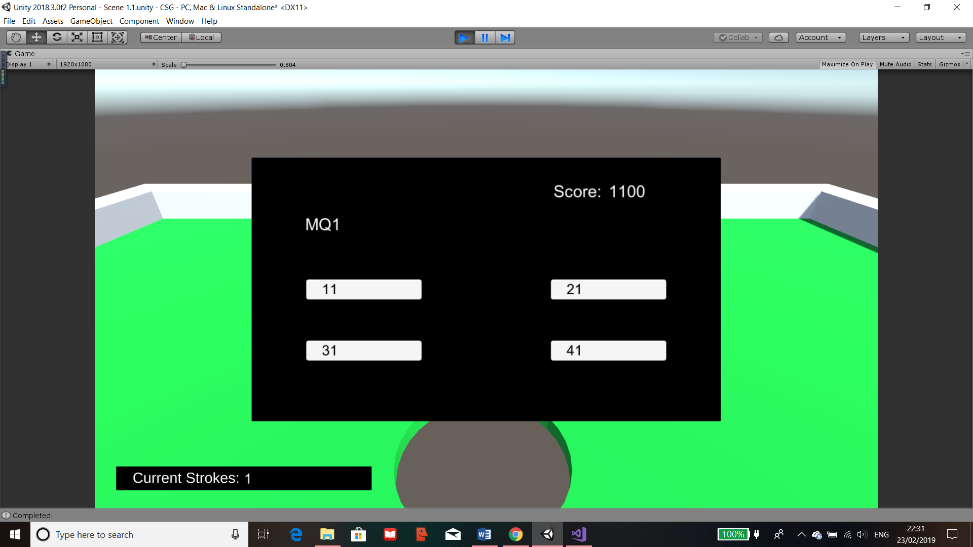 Unity 2018.3.0f2 Personal - Scene 1.1.unity - CSG - PC, Mac & Linux Standalone* <DX11>
File Edit Assets GameObject Component Window Help
Center Local Collab Account Layers Layout
Game
Display 1 1920x1080 Scale 0.504 Maximize On Play Mute Audio Stats Gizmos
Score: 1100
MQ1
11 21
31 41
Current Strokes: 1
Completed:
Type here to search
100% ENG
22:31
23/02/2019